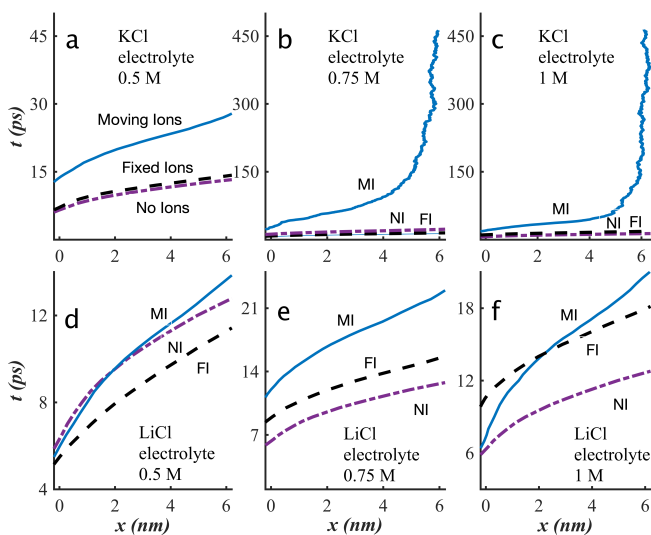 a
KCl
electrolyte
0.5 M
Moving Ions
Fixed Ions
No Ions
45
30
15
t (ps)
0
2
4
6
b
KCl
electrolyte
0.75 M
MI
NI
FI
450
300
150
0
2
4
6
c
KCl
electrolyte
1 M
MI
NI
FI
450
300
150
0
2
4
6
d
MI
NI
FI
LiCl
electrolyte
0.5 M
12
8
4
t (ps)
0
2
4
6
x (nm)
e
MI
FI
NI
LiCl
electrolyte
0.75 M
21
14
7
0
2
4
6
x (nm)
f
MI
FI
NI
LiCl
electrolyte
1 M
18
12
6
0
2
4
6
x (nm)